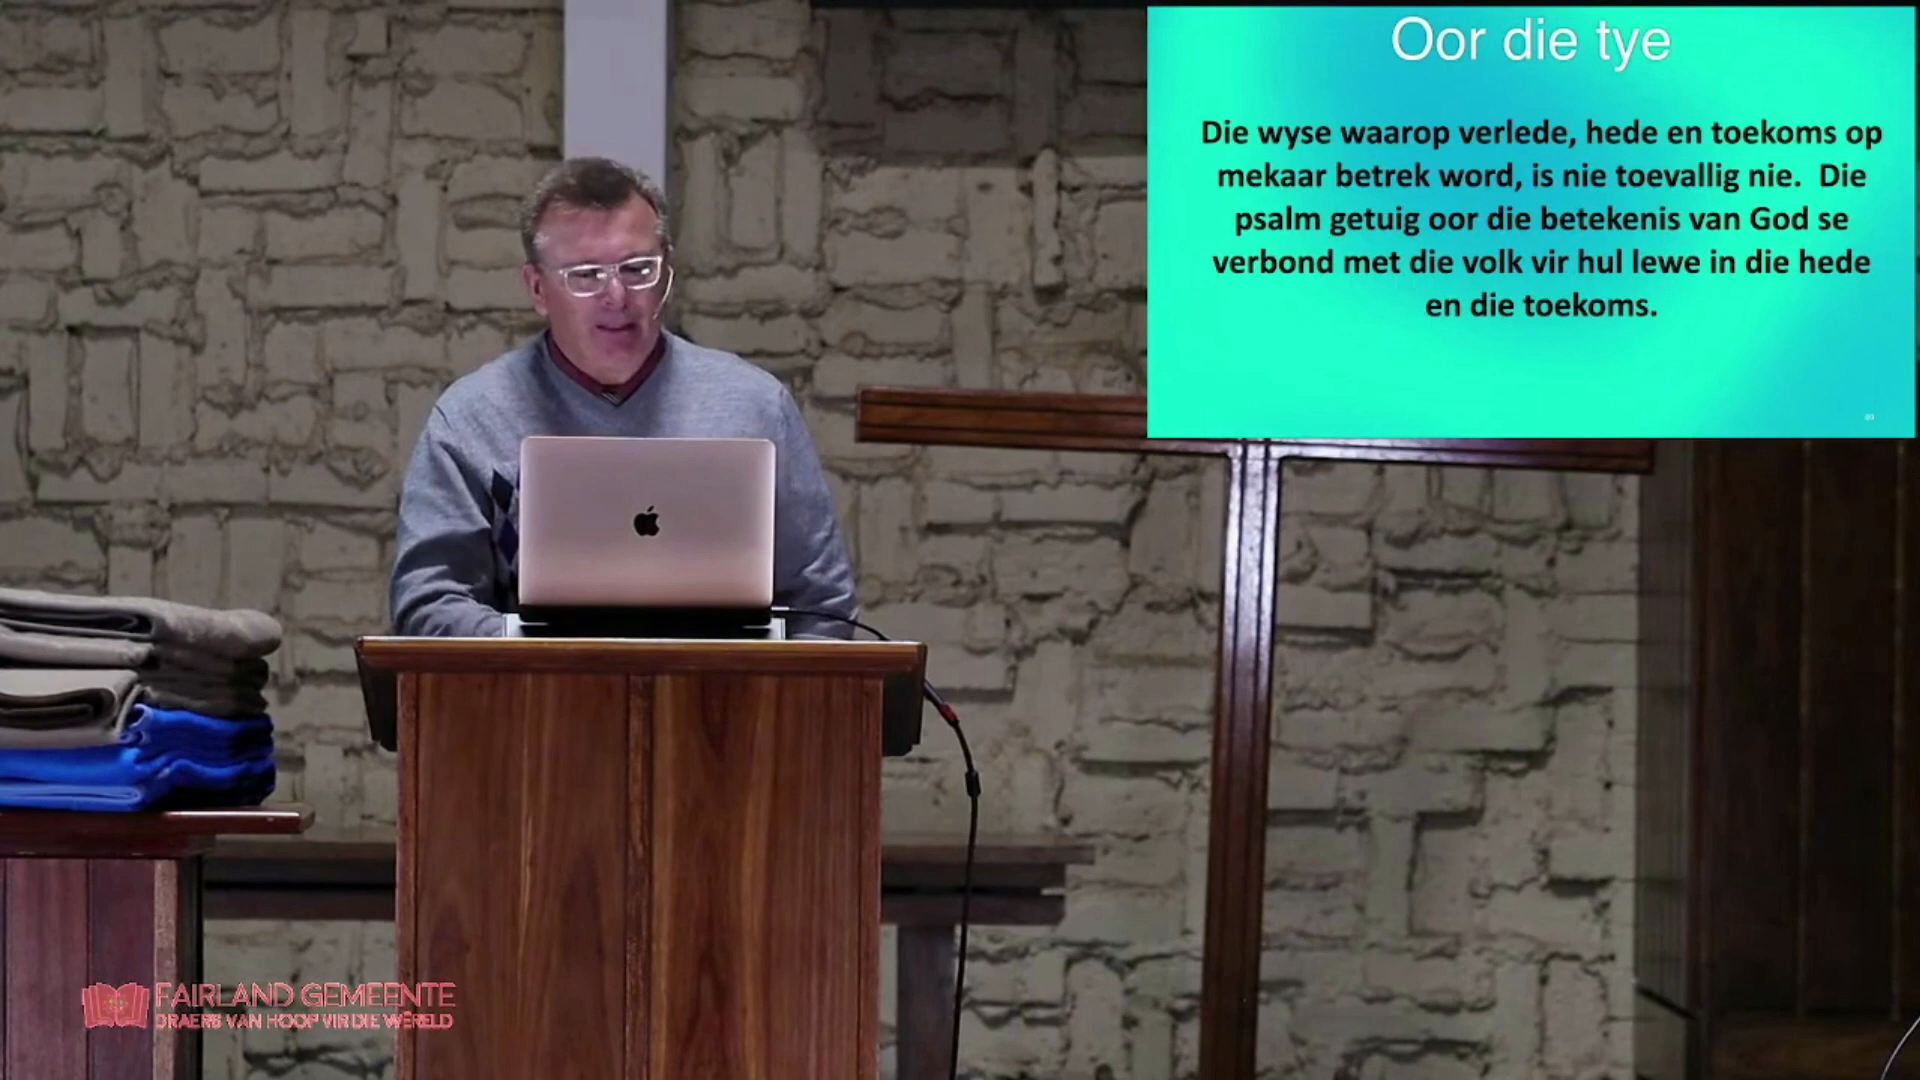 Oor die tye
Die wyse waarop verlede, hede en toekoms op
mekaar betrek word, is nie toevallig nie. Die
psalm getuig oor die betekenis van God se
verbond met die volk vir hul lewe in die hede
en die toekoms.
FAIRLAND GEMEENTE
DRAERS VAN HOOP VIR DIE WÊRELD